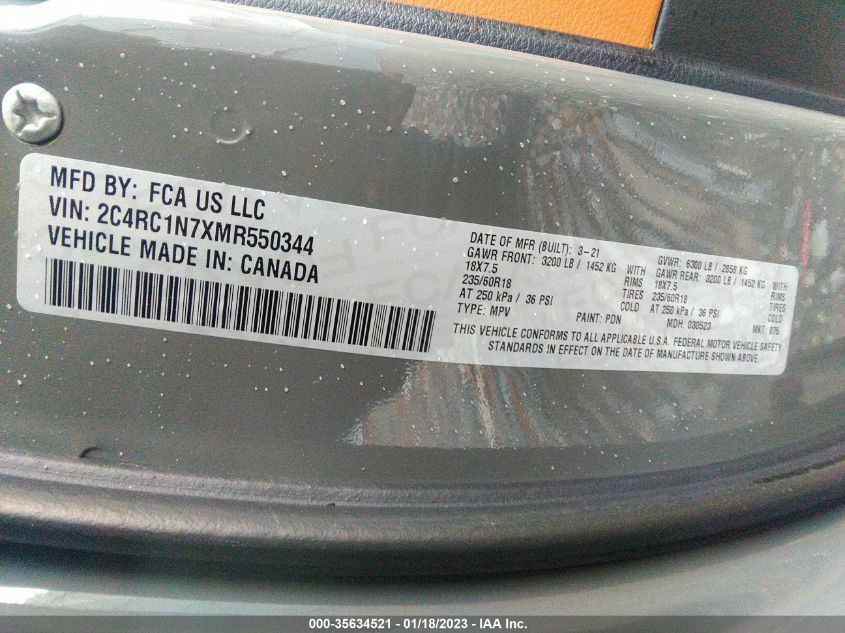 MFD BY: FCA US LLC
VIN: 2C4RC1N7XMR550344
VEHICLE MADE IN: CANADA
DATE OF MFR (BUILT): 3-21 GVWR: 6300 LB / 2858 KG
GAWR FRONT: 3200 LB / 1452 KG WITH GAWR REAR: 3200 LB / 1452 KG WITH
18X7.5 RIMS 18X7.5 RIMS
235/60R18 TIRES 235/60R18 TIRES
AT 250 kPa / 36 PSI COLD AT 250 kPa / 36 PSI COLD
TYPE: MPV PAINT: PDN MDH: 030523 MKT: 875
THIS VEHICLE CONFORMS TO ALL APPLICABLE U.S.A. FEDERAL MOTOR VEHICLE SAFETY
STANDARDS IN EFFECT ON THE DATE OF MANUFACTURE SHOWN ABOVE.
000-35634521 - 01/18/2023 - IAA Inc.